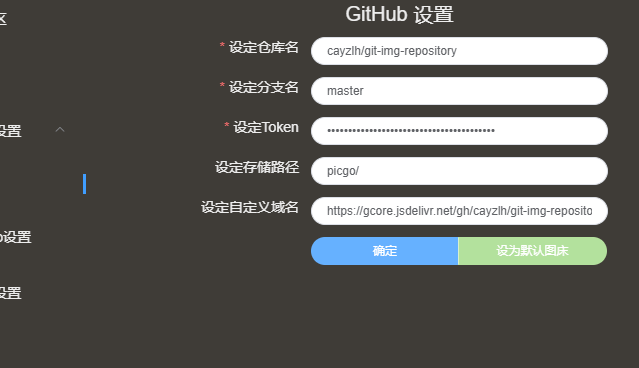 GitHub 设置
区
* 设定仓库名
cayzlh/git-img-repository
* 设定分支名
master
设置
* 设定Token
设定存储路径
picgo/
设定自定义域名
https://gcore.jsdelivr.net/gh/cayzlh/git-img-reposito
o设置
确定
设为默认图床
设置